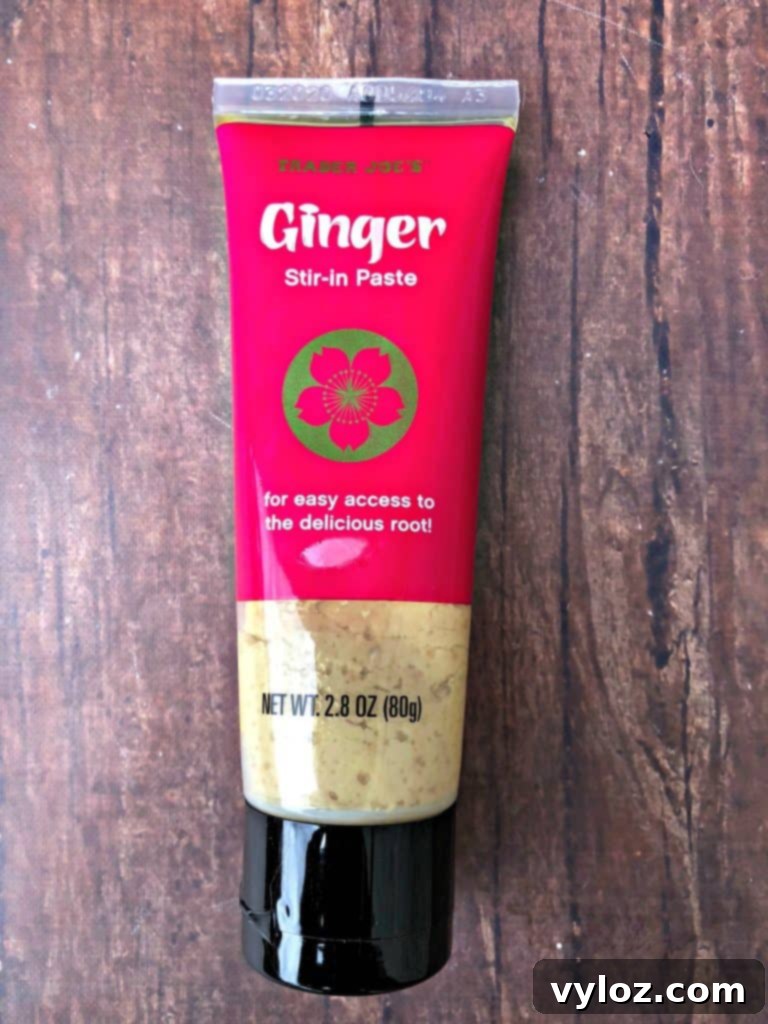 TRADER JOE'S
Ginger
Stir-in Paste
for easy access to
the delicious root!
NET WT. 2.8 OZ (80g)
vyloz.com